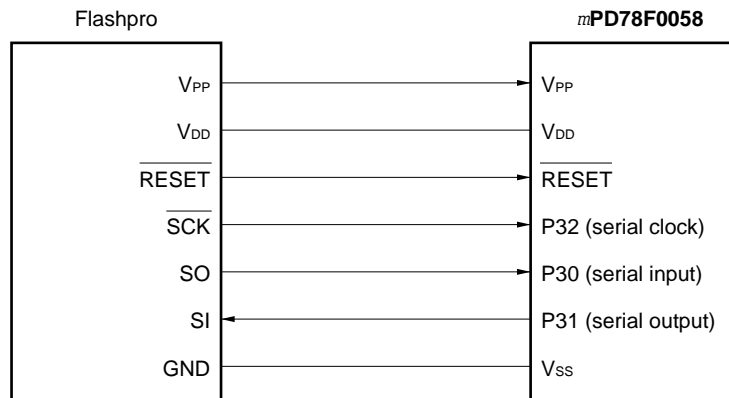 Flashpro mPD78F0058
VPP VPP
VDD VDD
RESET RESET
SCK P32 (serial clock)
SO P30 (serial input)
SI P31 (serial output)
GND VSS